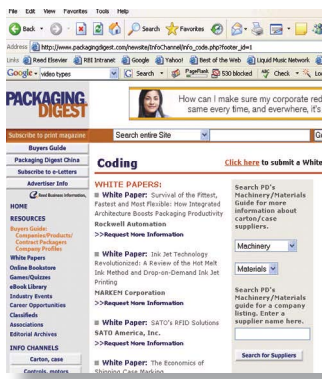 File Edit View Favorites Tools Help
Back Search Favorites
Address http://www.packagingdigest.com/newsite/InfoChannel/info_code.php?footer_id=1
Links Reed Elsevier RBI Intranet Google Yahoo! Best of the Web Liquid Music Network
Google video types Search PageRank 530 blocked Check
PACKAGING
DIGEST
How can I make sure my corporate red
same every time, and everywhere, it's
Subscribe to print magazine
Search entire Site
Buyers Guide
Packaging Digest China
Subscribe to e-Letters
Advertiser Info
Reed Business Information.
HOME
RESOURCES
Buyers Guide:
Companies/Products/
Contract Packagers
Company Profiles
White Papers
Online Bookstore
Games/Quizzes
eBook Library
Industry Events
Career Opportunities
Classifieds
Associations
Editorial Archives
INFO CHANNELS
Carton, case
Controls, motors
Coding
Click here to submit a White
WHITE PAPERS:
White Paper: Survival of the Fittest,
Fastest and Most Flexible: How Integrated
Architecture Boosts Packaging Productivity
Rockwell Automation
>>Request More Information
White Paper: Ink Jet Technology
Revolutionized: A Review of the Hot Melt
Ink Method and Drop-on-Demand Ink Jet
Printing
MARKEM Corporation
>>Request More Information
White Paper: SATO's RFID Solutions
SATO America, Inc.
>>Request More Information
White Paper: The Economics of
Shipping Case Marking
Search PD's
Machinery/Materials
Guide for more
information about
carton/case
suppliers.
Machinery
Materials
Search PD's
Machinery/Materials
guide for a company
listing. Enter a
supplier name here.
Search for Suppliers